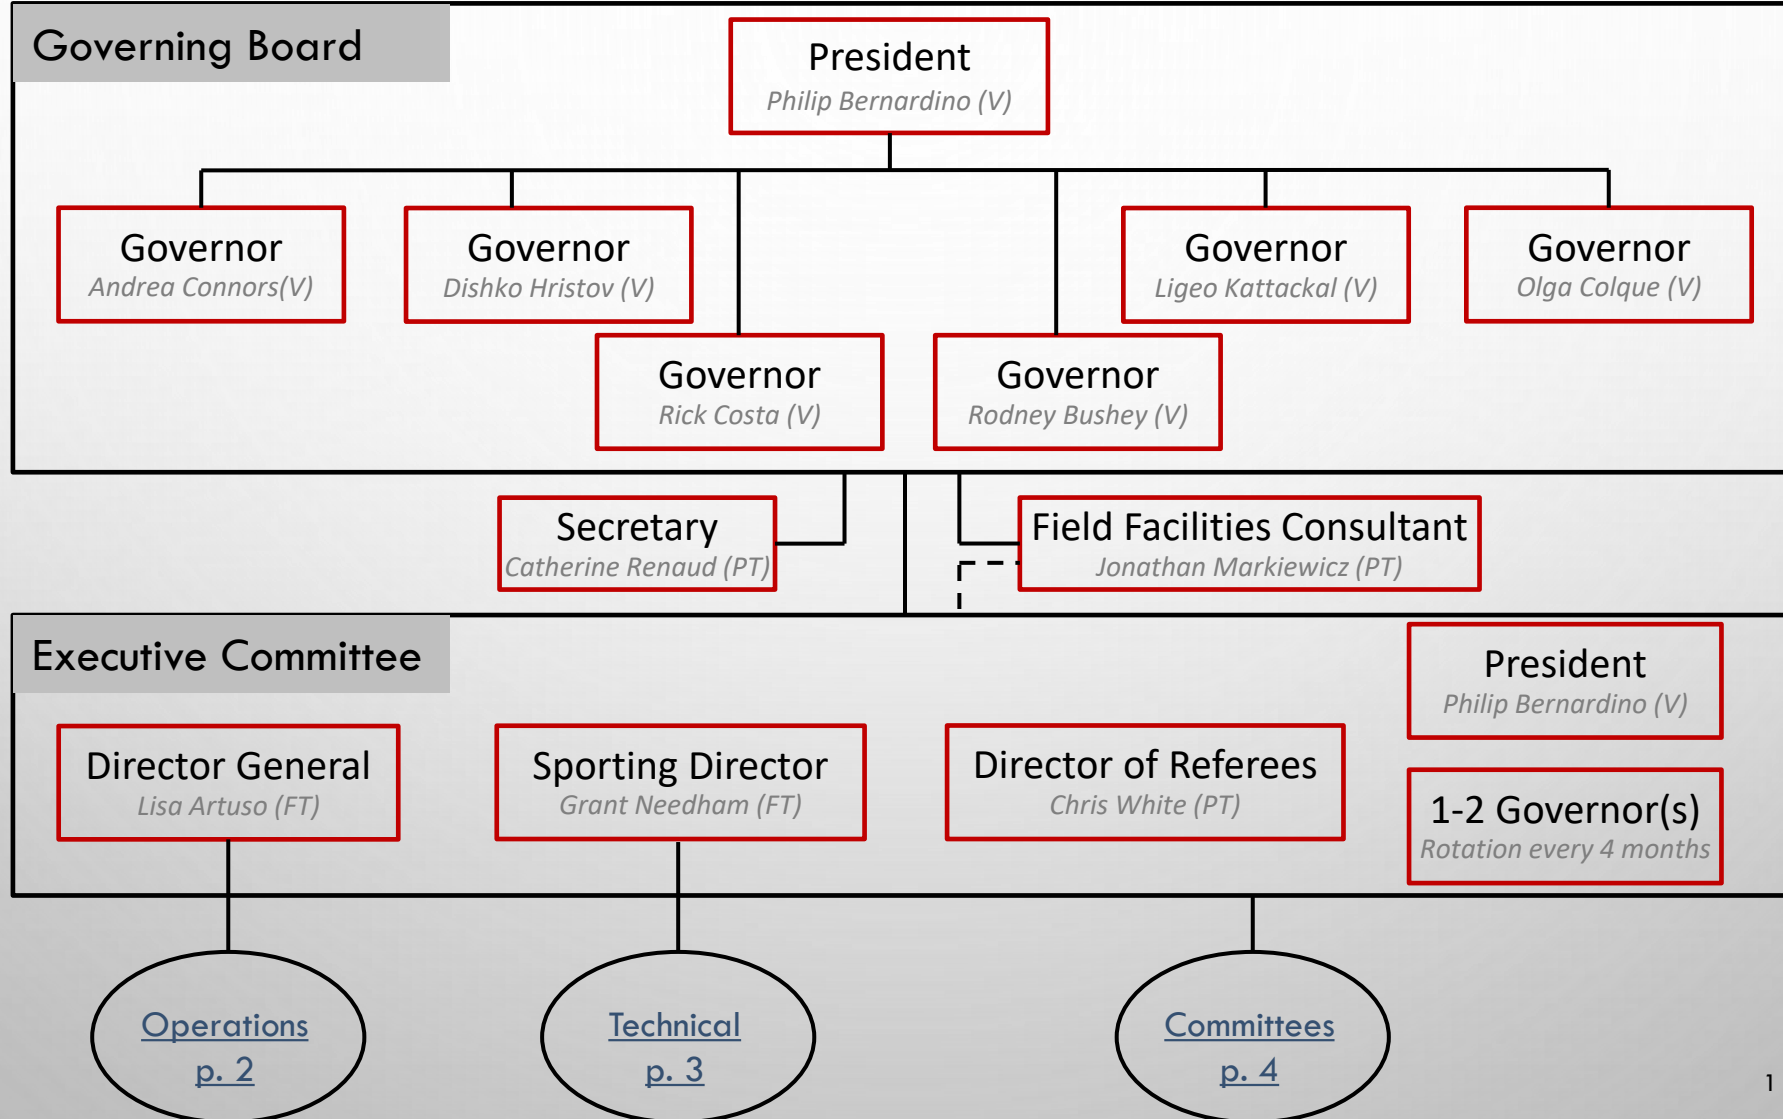 Governing Board
President
Philip Bernardino (V)
Governor
Andrea Connors(V)
Governor
Dishko Hristov (V)
Governor
Ligeo Kattackal (V)
Governor
Olga Colque (V)
Governor
Rick Costa (V)
Governor
Rodney Bushey (V)
Secretary
Catherine Renaud (PT)
Field Facilities Consultant
Jonathan Markiewicz (PT)
Executive Committee
President
Philip Bernardino (V)
Director General
Lisa Artuso (FT)
Sporting Director
Grant Needham (FT)
Director of Referees
Chris White (PT)
1-2 Governor(s)
Rotation every 4 months
Operations
p. 2
Technical
p. 3
Committees
p. 4
1